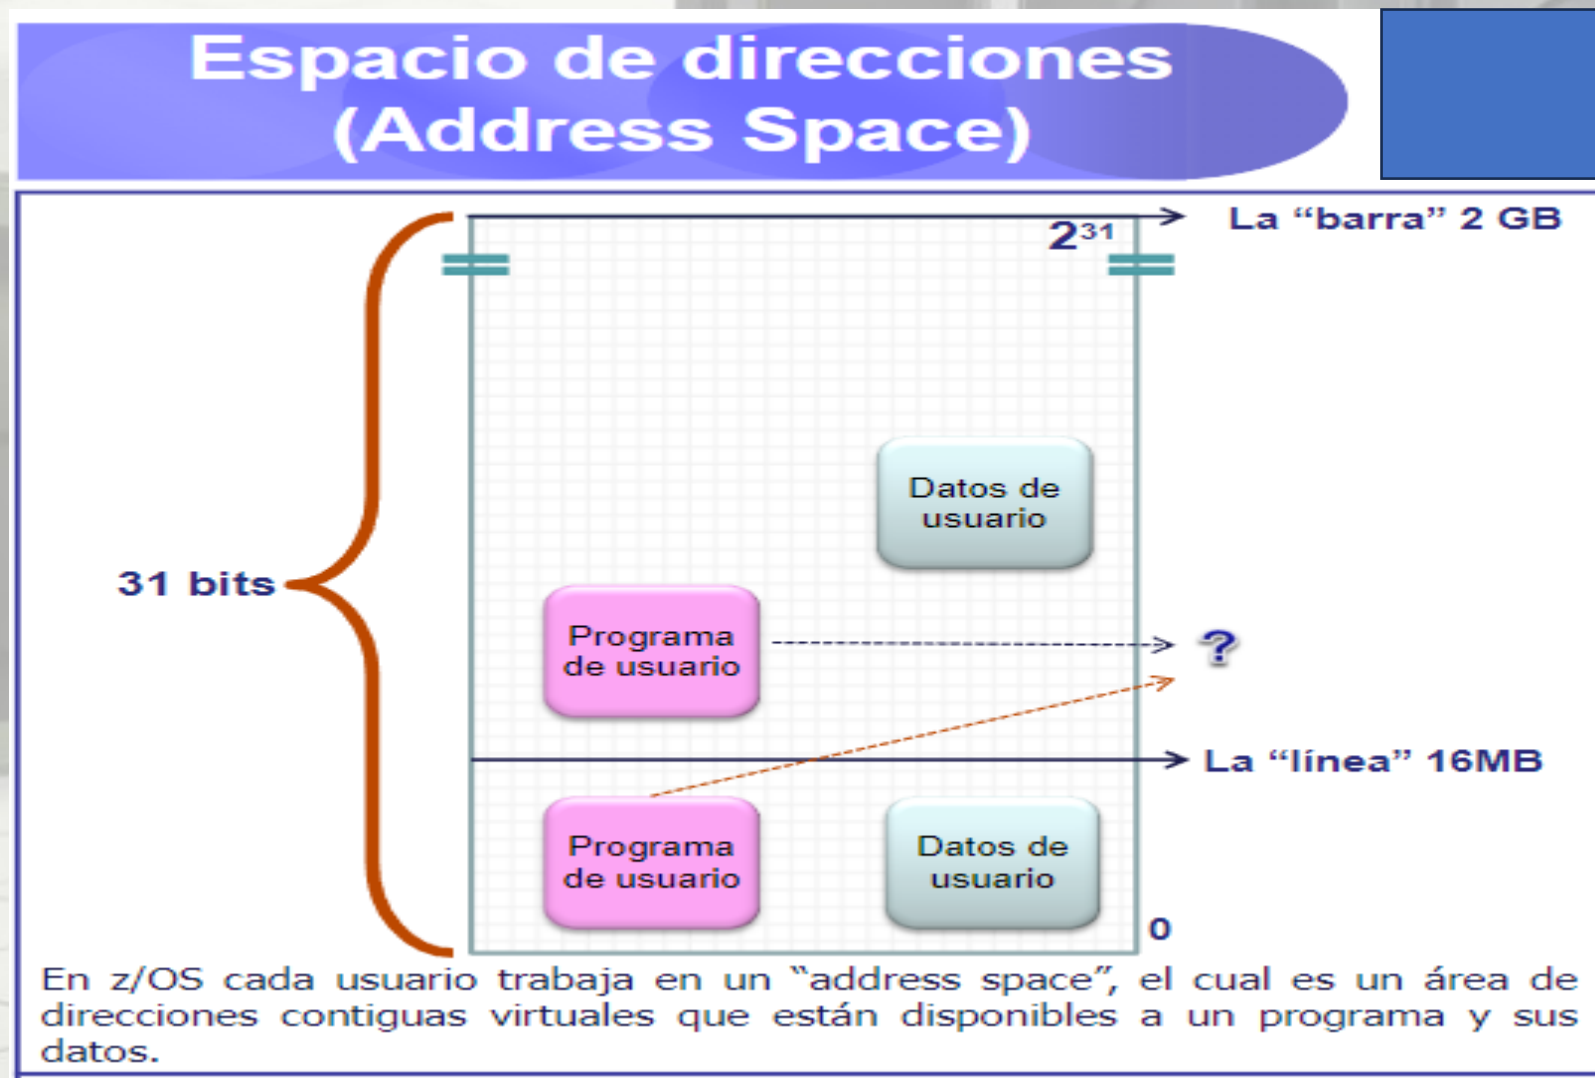 Espacio de direcciones
(Address Space)
La “barra” 2 GB
2³¹
Datos de
usuario
31 bits
Programa
de usuario
?
La “línea” 16MB
Programa
de usuario
Datos de
usuario
0
En z/OS cada usuario trabaja en un “address space”, el cual es un área de
direcciones contiguas virtuales que están disponibles a un programa y sus
datos.